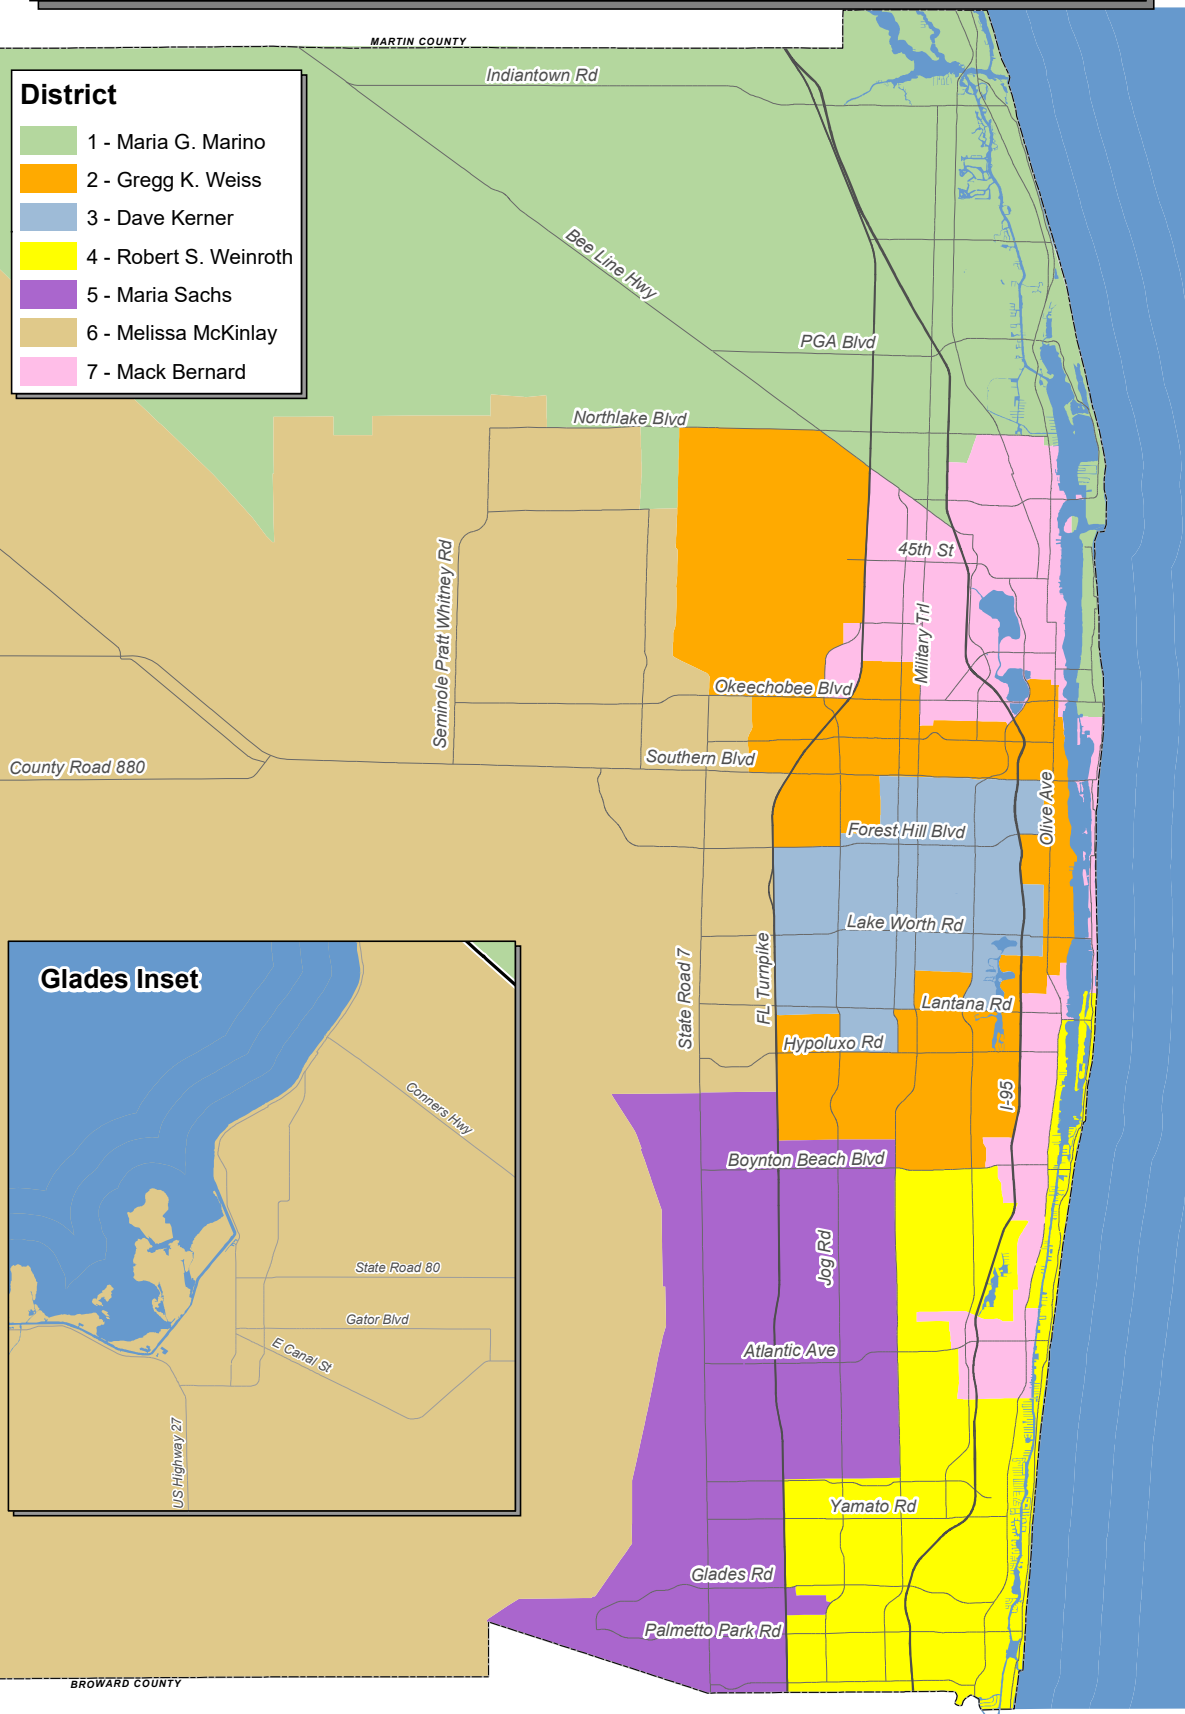 MARTIN COUNTY
Indiantown Rd
District
1 - Maria G. Marino
2 - Gregg K. Weiss
3 - Dave Kerner
4 - Robert S. Weinroth
5 - Maria Sachs
6 - Melissa McKinlay
7 - Mack Bernard
Bee Line Hwy
PGA Blvd
Northlake Blvd
45th St
Seminole Pratt Whitney Rd
Military Trl
Okeechobee Blvd
Southern Blvd
County Road 880
Olive Ave
Forest Hill Blvd
Lake Worth Rd
State Road 7
FL Turnpike
Lantana Rd
Hypoluxo Rd
I-95
Boynton Beach Blvd
Jog Rd
Atlantic Ave
Yamato Rd
Glades Rd
Palmetto Park Rd
Glades Inset
Conners Hwy
State Road 80
Gator Blvd
E Canal St
US Highway 27
BROWARD COUNTY